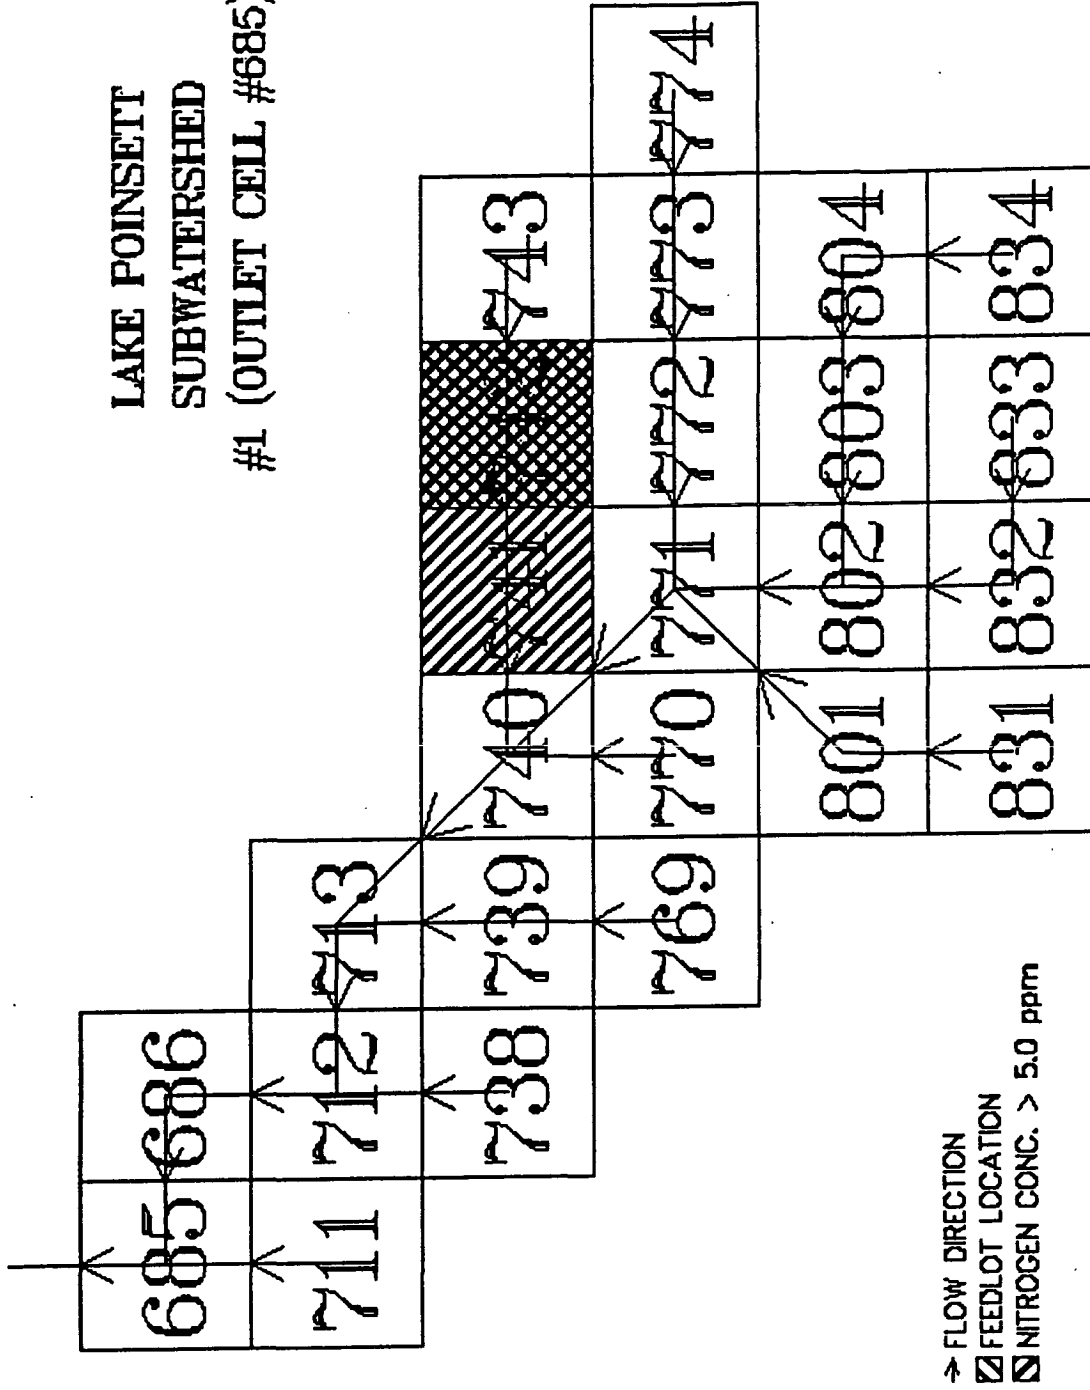 LAKE POINSETT
SUBWATERSHED
#1 (OUTLET CELL #685)
685 686
711 712 713
738 739 740 741 743
769 770 771 772 773 774
801 802 803 804
831 832 833 834
FLOW DIRECTION
FEEDLOT LOCATION
NITROGEN CONC. > 5.0 ppm